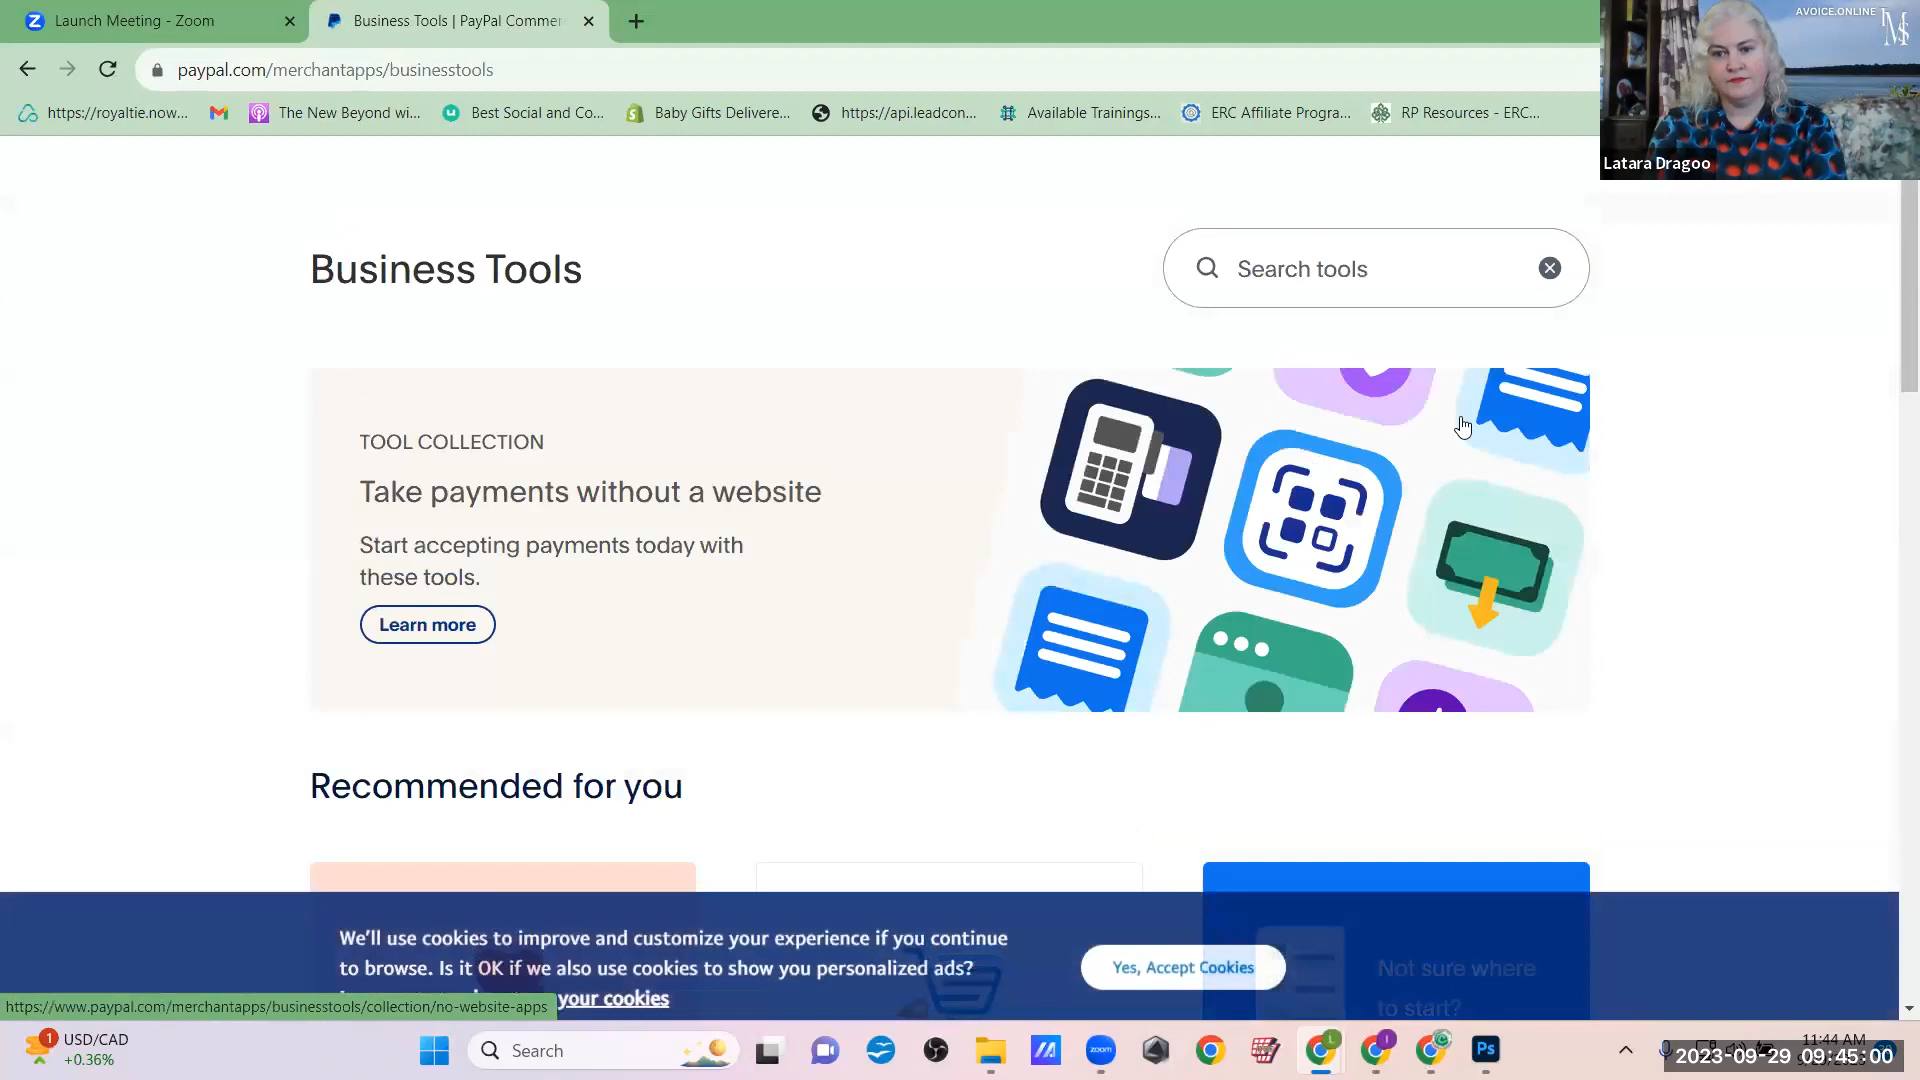 Launch Meeting - Zoom
Business Tools | PayPal Commer
paypal.com/merchantapps/businesstools
https://royaltie.now...
The New Beyond wi...
Best Social and Co...
Baby Gifts Delivere...
https://api.leadcon...
Available Trainings...
ERC Affiliate Progra...
RP Resources - ERC...
AVOICE.ONLINE
Latara Dragoo
Business Tools
Search tools
TOOL COLLECTION
Take payments without a website
Start accepting payments today with
these tools.
Learn more
Recommended for you
We'll use cookies to improve and customize your experience if you continue
to browse. Is it OK if we also use cookies to show you personalized ads?
your cookies
Yes, Accept Cookies
Not sure where
to start?
https://www.paypal.com/merchantapps/businesstools/collection/no-website-apps
1
USD/CAD
+0.36%
Search
zoom
Ps
11:44 AM
2023-09-29 09:45:00